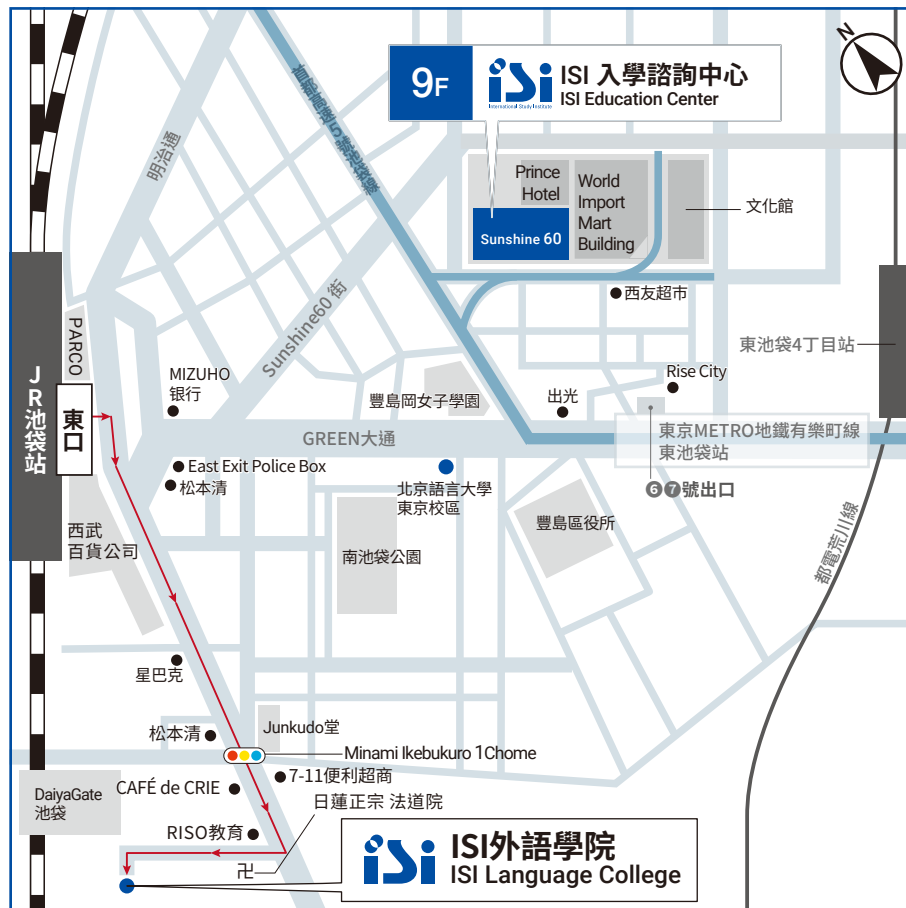 N
9F
iSi
International Study Institute
ISI 入學諮詢中心
ISI Education Center
首都高速5號池袋線
明治通
Prince
Hotel
World
Import
Mart
Building
Sunshine 60
文化館
西友超市
Sunshine60 街
PARCO
JR池袋站
東口
MIZUHO
银行
豐島岡女子學園
出光
Rise City
東池袋4丁目站
GREEN大通
東京METRO地鐵有樂町線
東池袋站
East Exit Police Box
松本清
北京語言大學
東京校區
❻❼號出口
西武
百貨公司
南池袋公園
豐島區役所
都電荒川線
星巴克
松本清
Junkudo堂
Minami Ikebukuro 1Chome
7-11便利超商
DaiyaGate
池袋
CAFÉ de CRIE
日蓮正宗 法道院
RISO教育
卍
iSi
ISI外語學院
ISI Language College